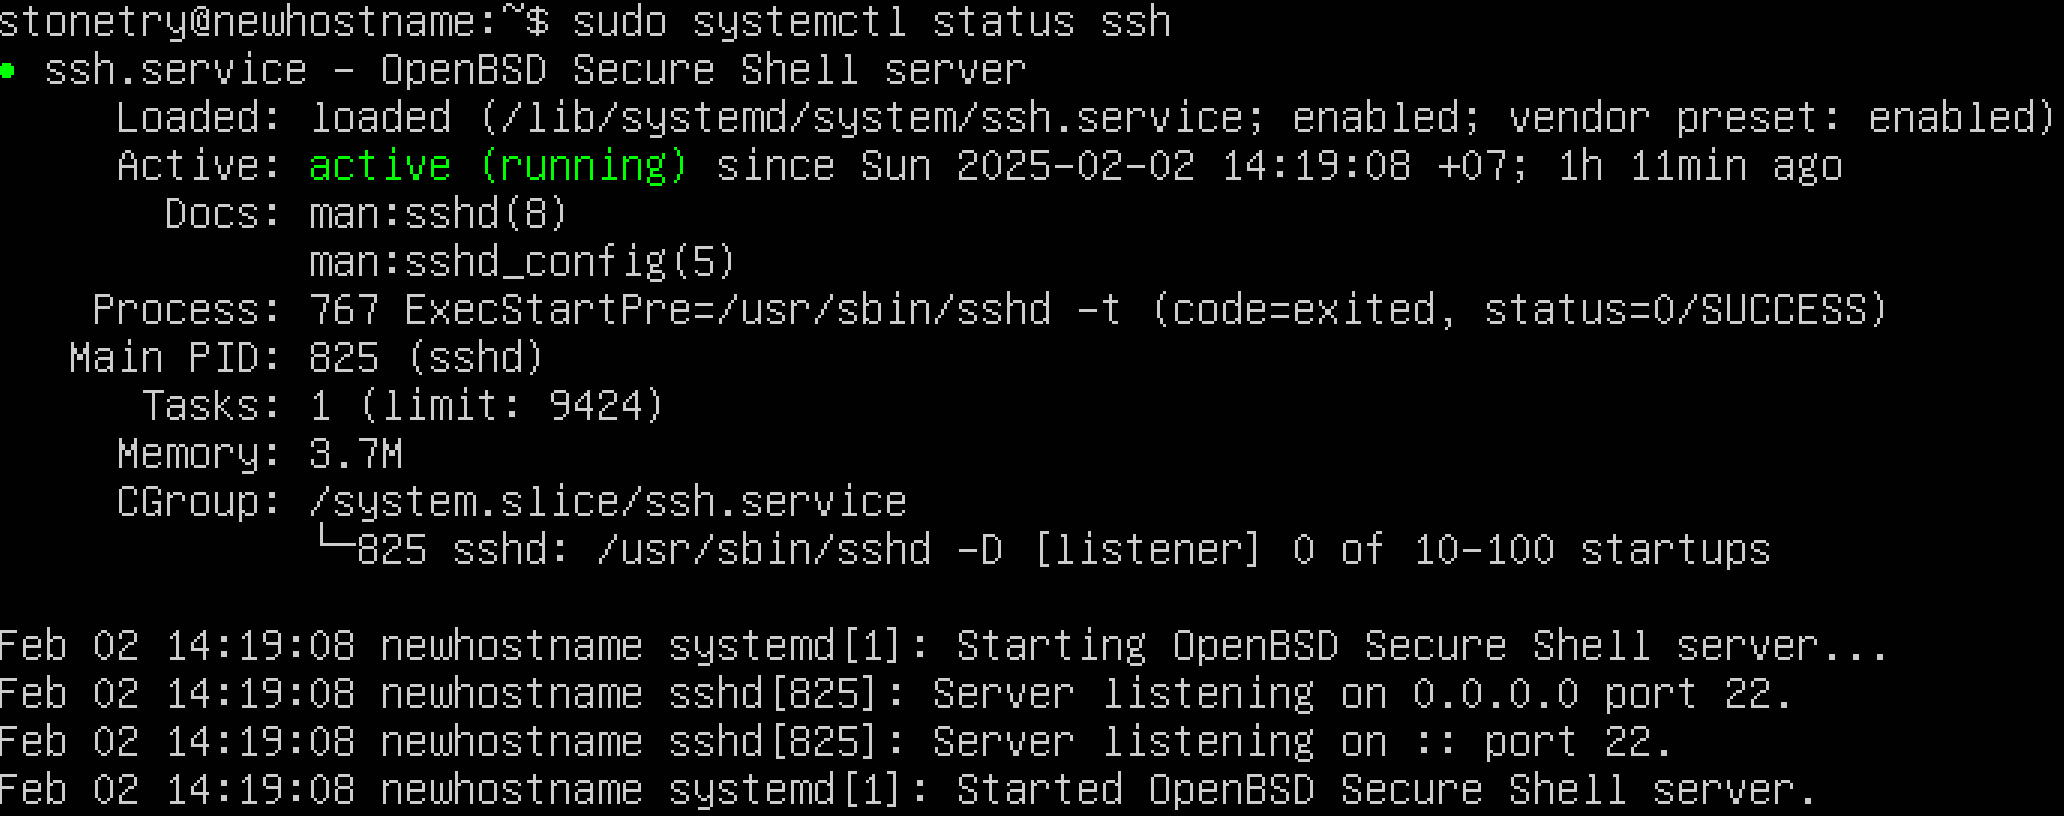 stonetry@newhostname:~$ sudo systemctl status ssh
● ssh.service - OpenBSD Secure Shell server
     Loaded: loaded (/lib/systemd/system/ssh.service; enabled; vendor preset: enabled)
     Active: active (running) since Sun 2025-02-02 14:19:08 +07; 1h 11min ago
       Docs: man:sshd(8)
             man:sshd_config(5)
    Process: 767 ExecStartPre=/usr/sbin/sshd -t (code=exited, status=0/SUCCESS)
   Main PID: 825 (sshd)
      Tasks: 1 (limit: 9424)
     Memory: 3.7M
     CGroup: /system.slice/ssh.service
             └─825 sshd: /usr/sbin/sshd -D [listener] 0 of 10-100 startups

Feb 02 14:19:08 newhostname systemd[1]: Starting OpenBSD Secure Shell server...
Feb 02 14:19:08 newhostname sshd[825]: Server listening on 0.0.0.0 port 22.
Feb 02 14:19:08 newhostname sshd[825]: Server listening on :: port 22.
Feb 02 14:19:08 newhostname systemd[1]: Started OpenBSD Secure Shell server.